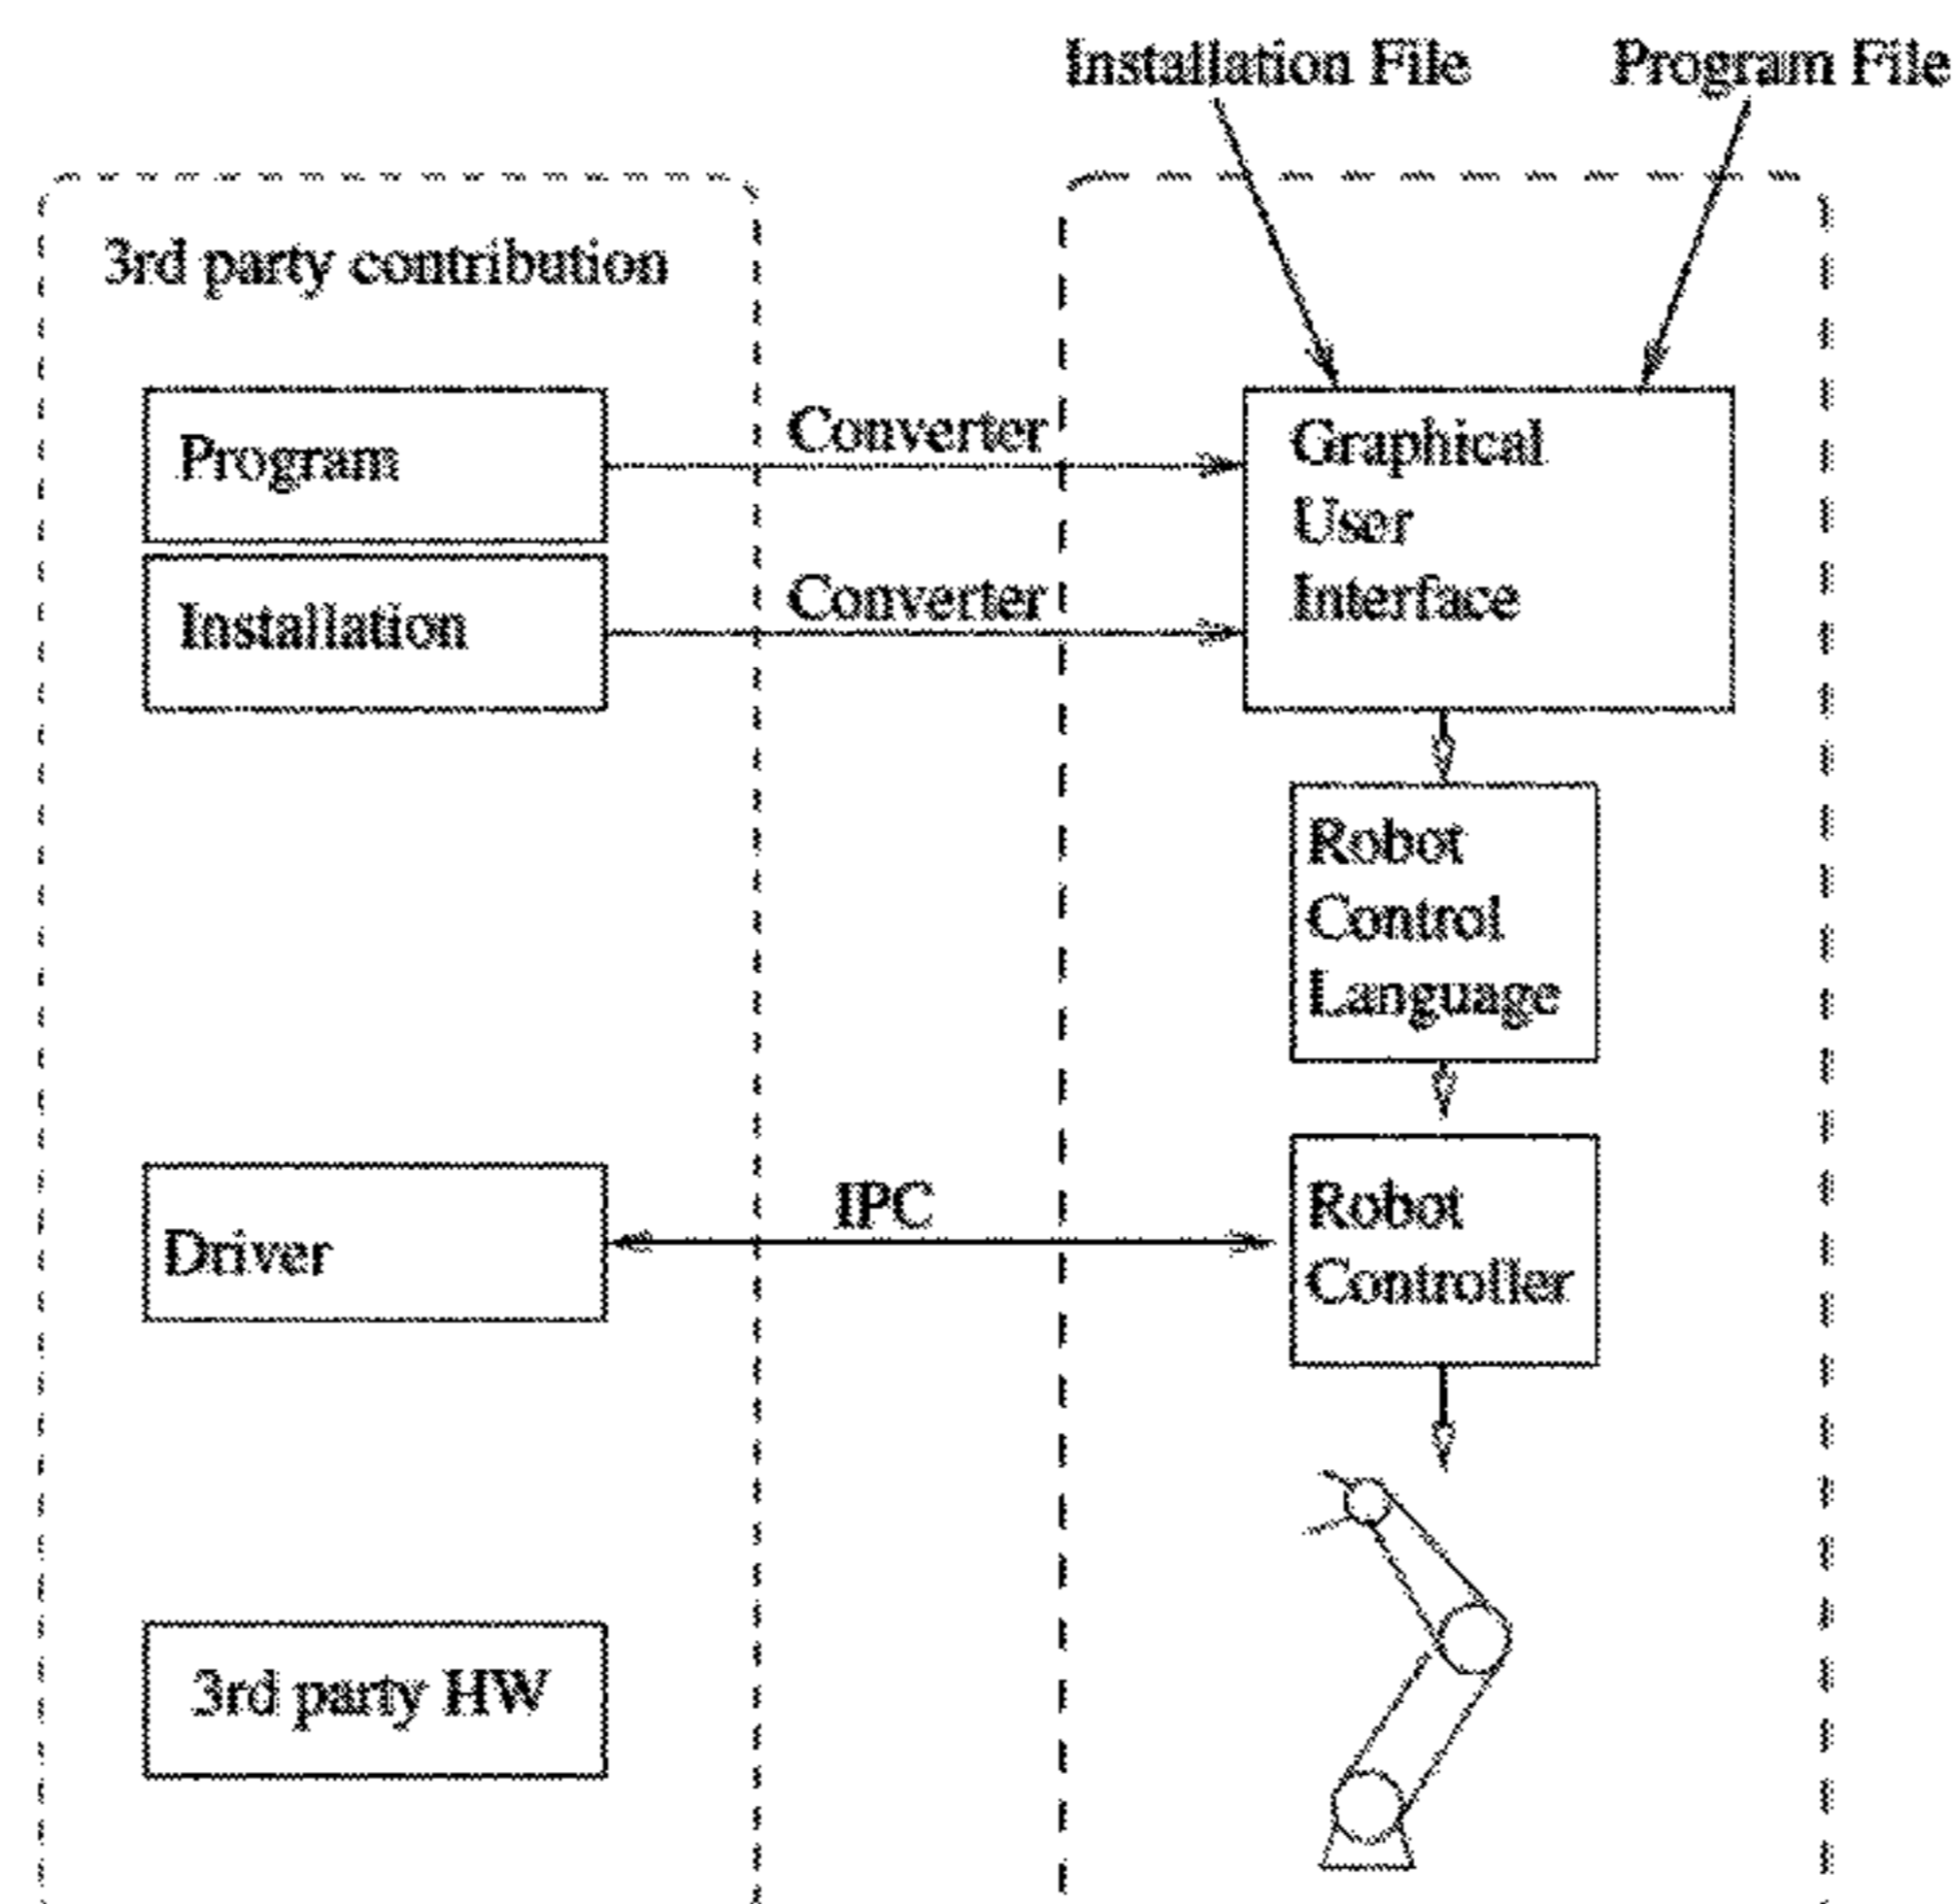 Installation File
Program File
3rd party contribution
Program
Converter
Graphical
User
Interface
Installation
Converter
Robot
Control
Language
Driver
IPC
Robot
Controller
3rd party HW